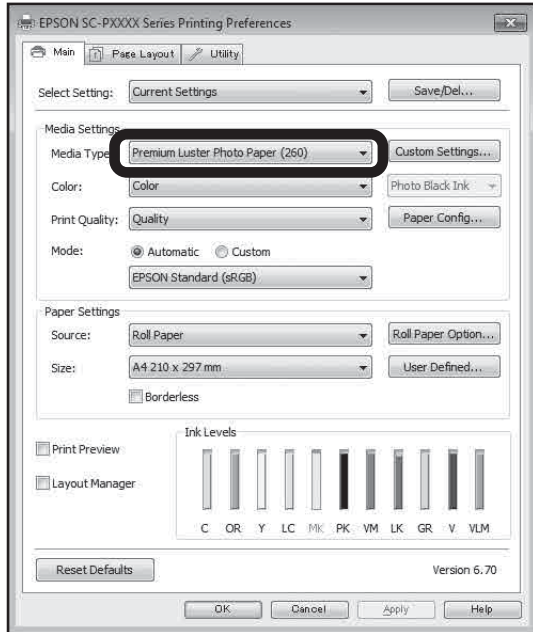 EPSON SC-PXXXX Series Printing Preferences
Main Page Layout Utility
Select Setting: Current Settings Save/Del...
Media Settings
Media Type Premium Luster Photo Paper (260) Custom Settings...
Color: Color Photo Black Ink
Print Quality: Quality Paper Config...
Mode: Automatic Custom
EPSON Standard (sRGB)
Paper Settings
Source: Roll Paper Roll Paper Option...
Size: A4 210 x 297 mm User Defined...
Borderless
Print Preview
Layout Manager
Ink Levels
C OR Y LC MK PK VM LK GR V VLM
Reset Defaults Version 6.70
OK Cancel Apply Help